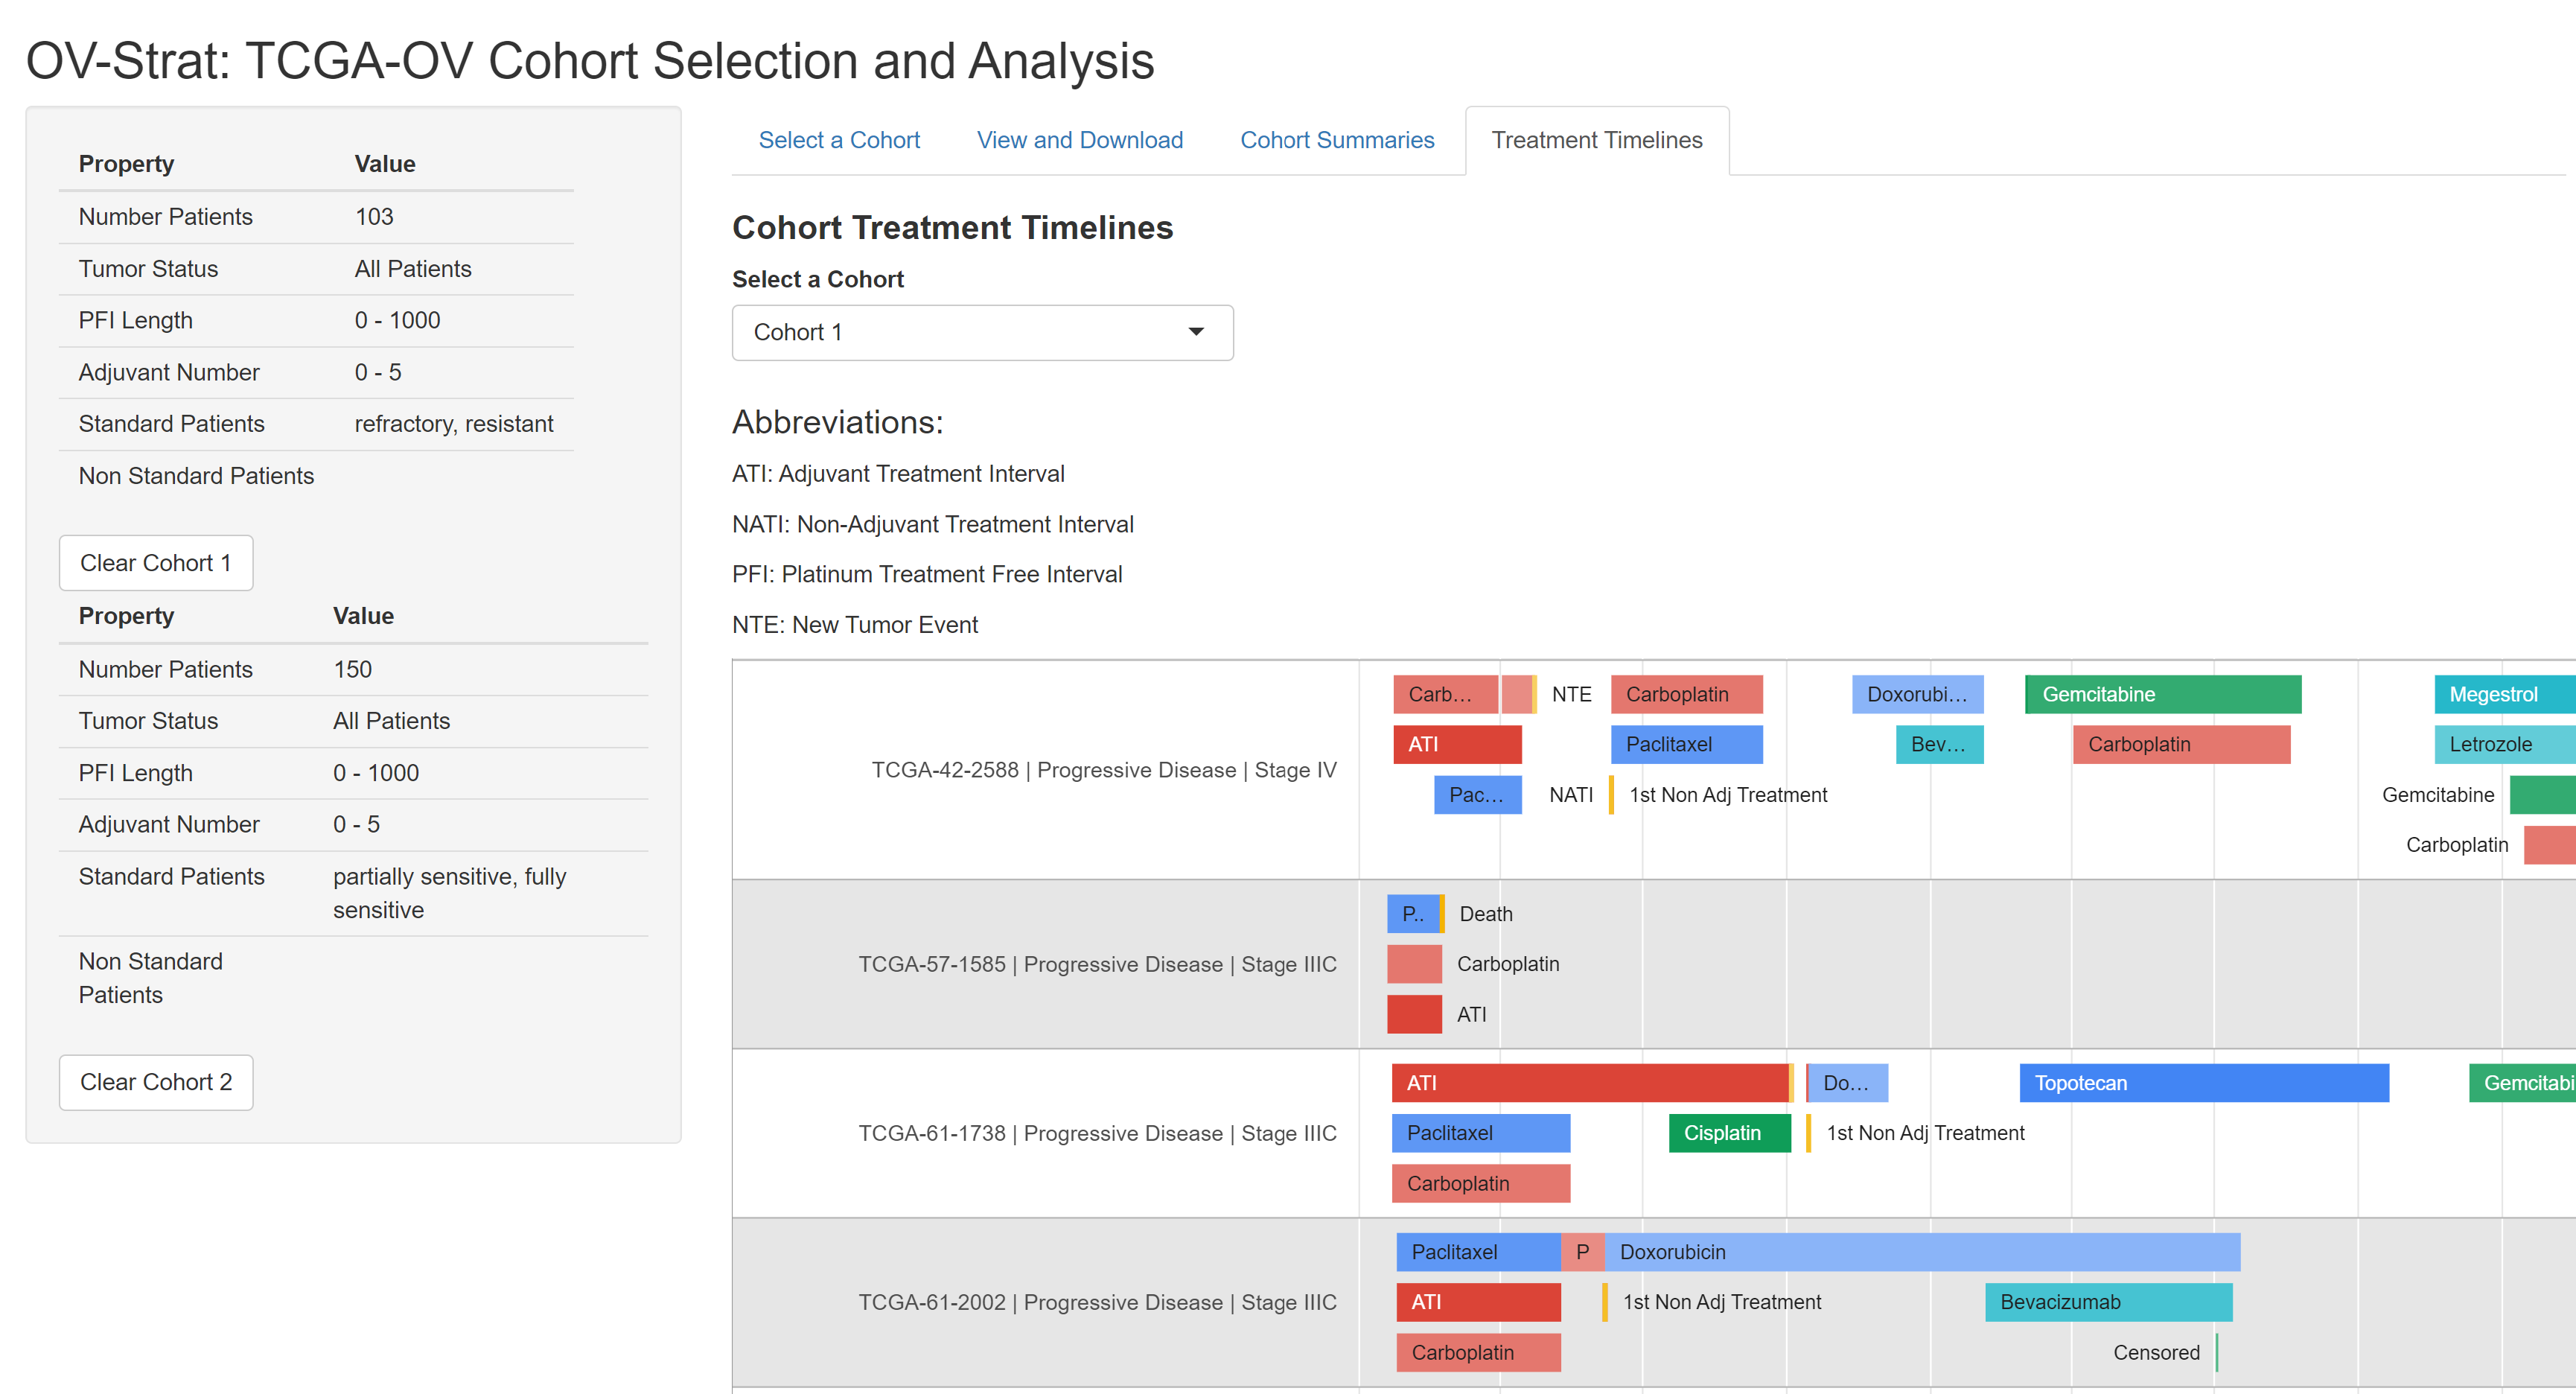 OV-Strat: TCGA-OV Cohort Selection and Analysis
Property Value
Number Patients 103
Tumor Status All Patients
PFI Length 0 - 1000
Adjuvant Number 0 - 5
Standard Patients refractory, resistant
Non Standard Patients
Clear Cohort 1
Property Value
Number Patients 150
Tumor Status All Patients
PFI Length 0 - 1000
Adjuvant Number 0 - 5
Standard Patients partially sensitive, fully
sensitive
Non Standard
Patients
Clear Cohort 2
Select a Cohort View and Download Cohort Summaries Treatment Timelines
Cohort Treatment Timelines
Select a Cohort
Cohort 1
Abbreviations:
ATI: Adjuvant Treatment Interval
NATI: Non-Adjuvant Treatment Interval
PFI: Platinum Treatment Free Interval
NTE: New Tumor Event
Carb... NTE Carboplatin Doxorubi... Gemcitabine Megestrol
ATI Paclitaxel Bev... Carboplatin Letrozole
TCGA-42-2588 | Progressive Disease | Stage IV
Pac... NATI 1st Non Adj Treatment Gemcitabine
Carboplatin
P.. Death
TCGA-57-1585 | Progressive Disease | Stage IIIC Carboplatin
ATI
ATI Do... Topotecan Gemcitabi
TCGA-61-1738 | Progressive Disease | Stage IIIC Paclitaxel Cisplatin 1st Non Adj Treatment
Carboplatin
Paclitaxel P Doxorubicin
TCGA-61-2002 | Progressive Disease | Stage IIIC ATI 1st Non Adj Treatment Bevacizumab
Carboplatin Censored